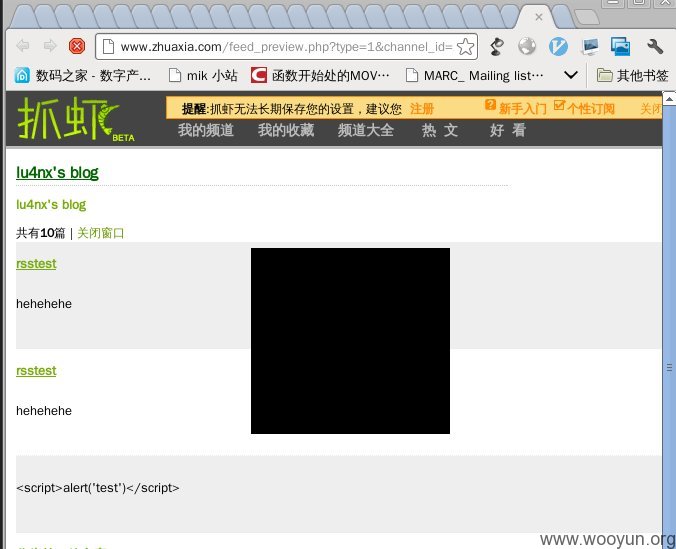 www.zhuaxia.com/feed_preview.php?type=1&channel_id=
数码之家 - 数字产... mik 小站 函数开始处的MOV... MARC_ Mailing list... 其他书签
抓虾 BETA
提醒:抓虾无法长期保存您的设置，建议您 注册 新手入门 个性订阅 关闭
我的频道 我的收藏 频道大全 热 文 好 看
lu4nx's blog
lu4nx's blog
共有10篇 | 关闭窗口
rsstest
hehehehe
rsstest
hehehehe
<script>alert('test')</script>
www.wooyun.org